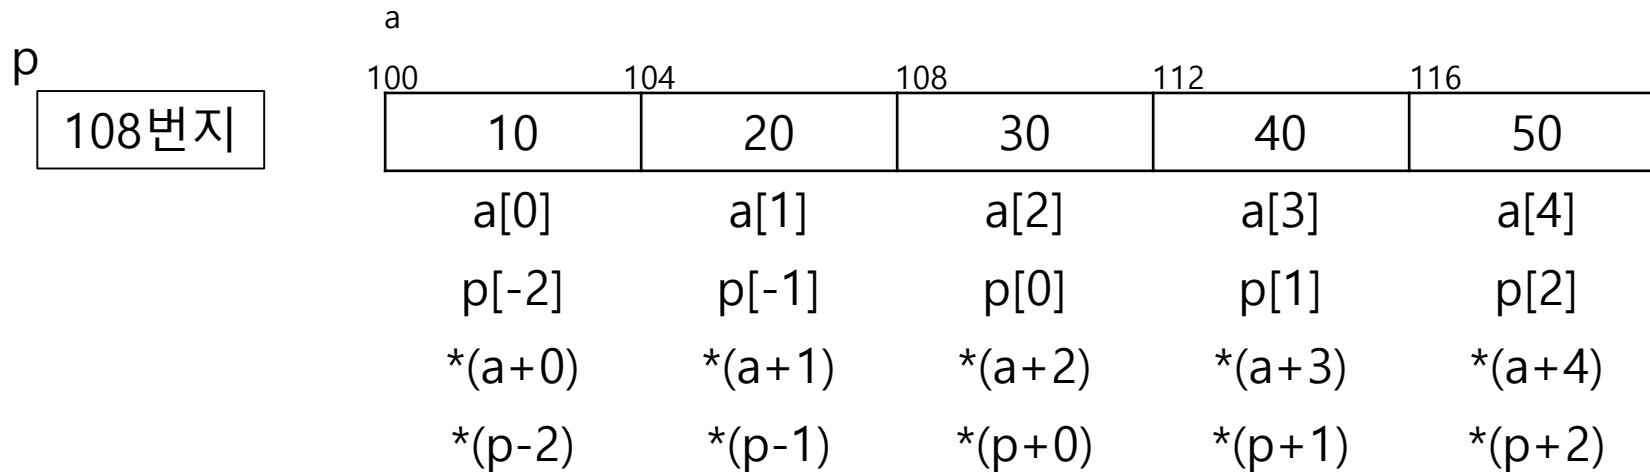 a
p
100 104 108 112 116
108번지 10 20 30 40 50
a[0] a[1] a[2] a[3] a[4]
p[-2] p[-1] p[0] p[1] p[2]
*(a+0) *(a+1) *(a+2) *(a+3) *(a+4)
*(p-2) *(p-1) *(p+0) *(p+1) *(p+2)